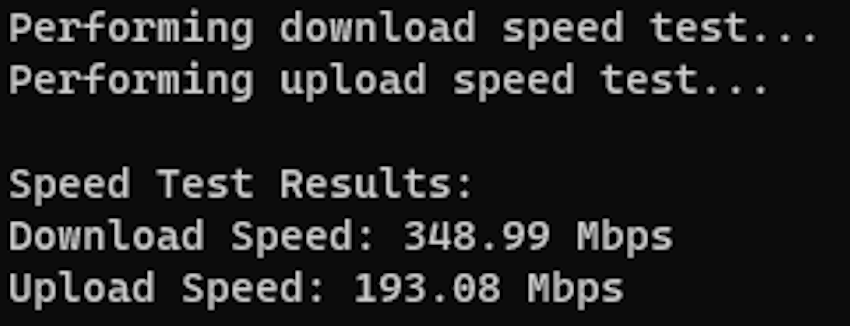 Performing download speed test...
Performing upload speed test...
Speed Test Results:
Download Speed: 348.99 Mbps
Upload Speed: 193.08 Mbps